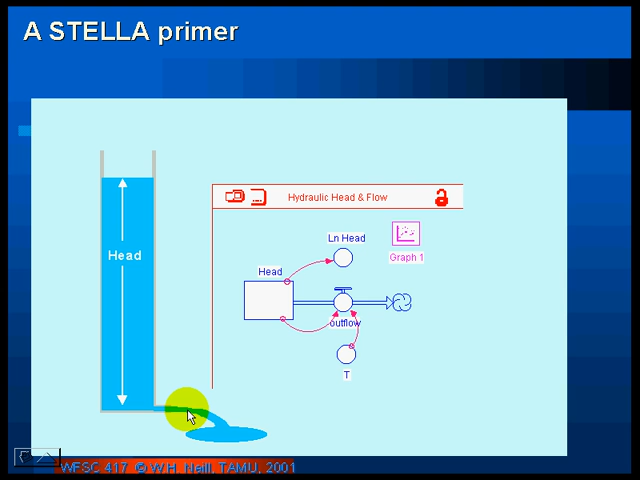 A STELLA primer
Hydraulic Head & Flow
Ln Head
Graph 1
Head
Head
outflow
T
WFSC 417 © W.H. Neill, TAMU, 2001